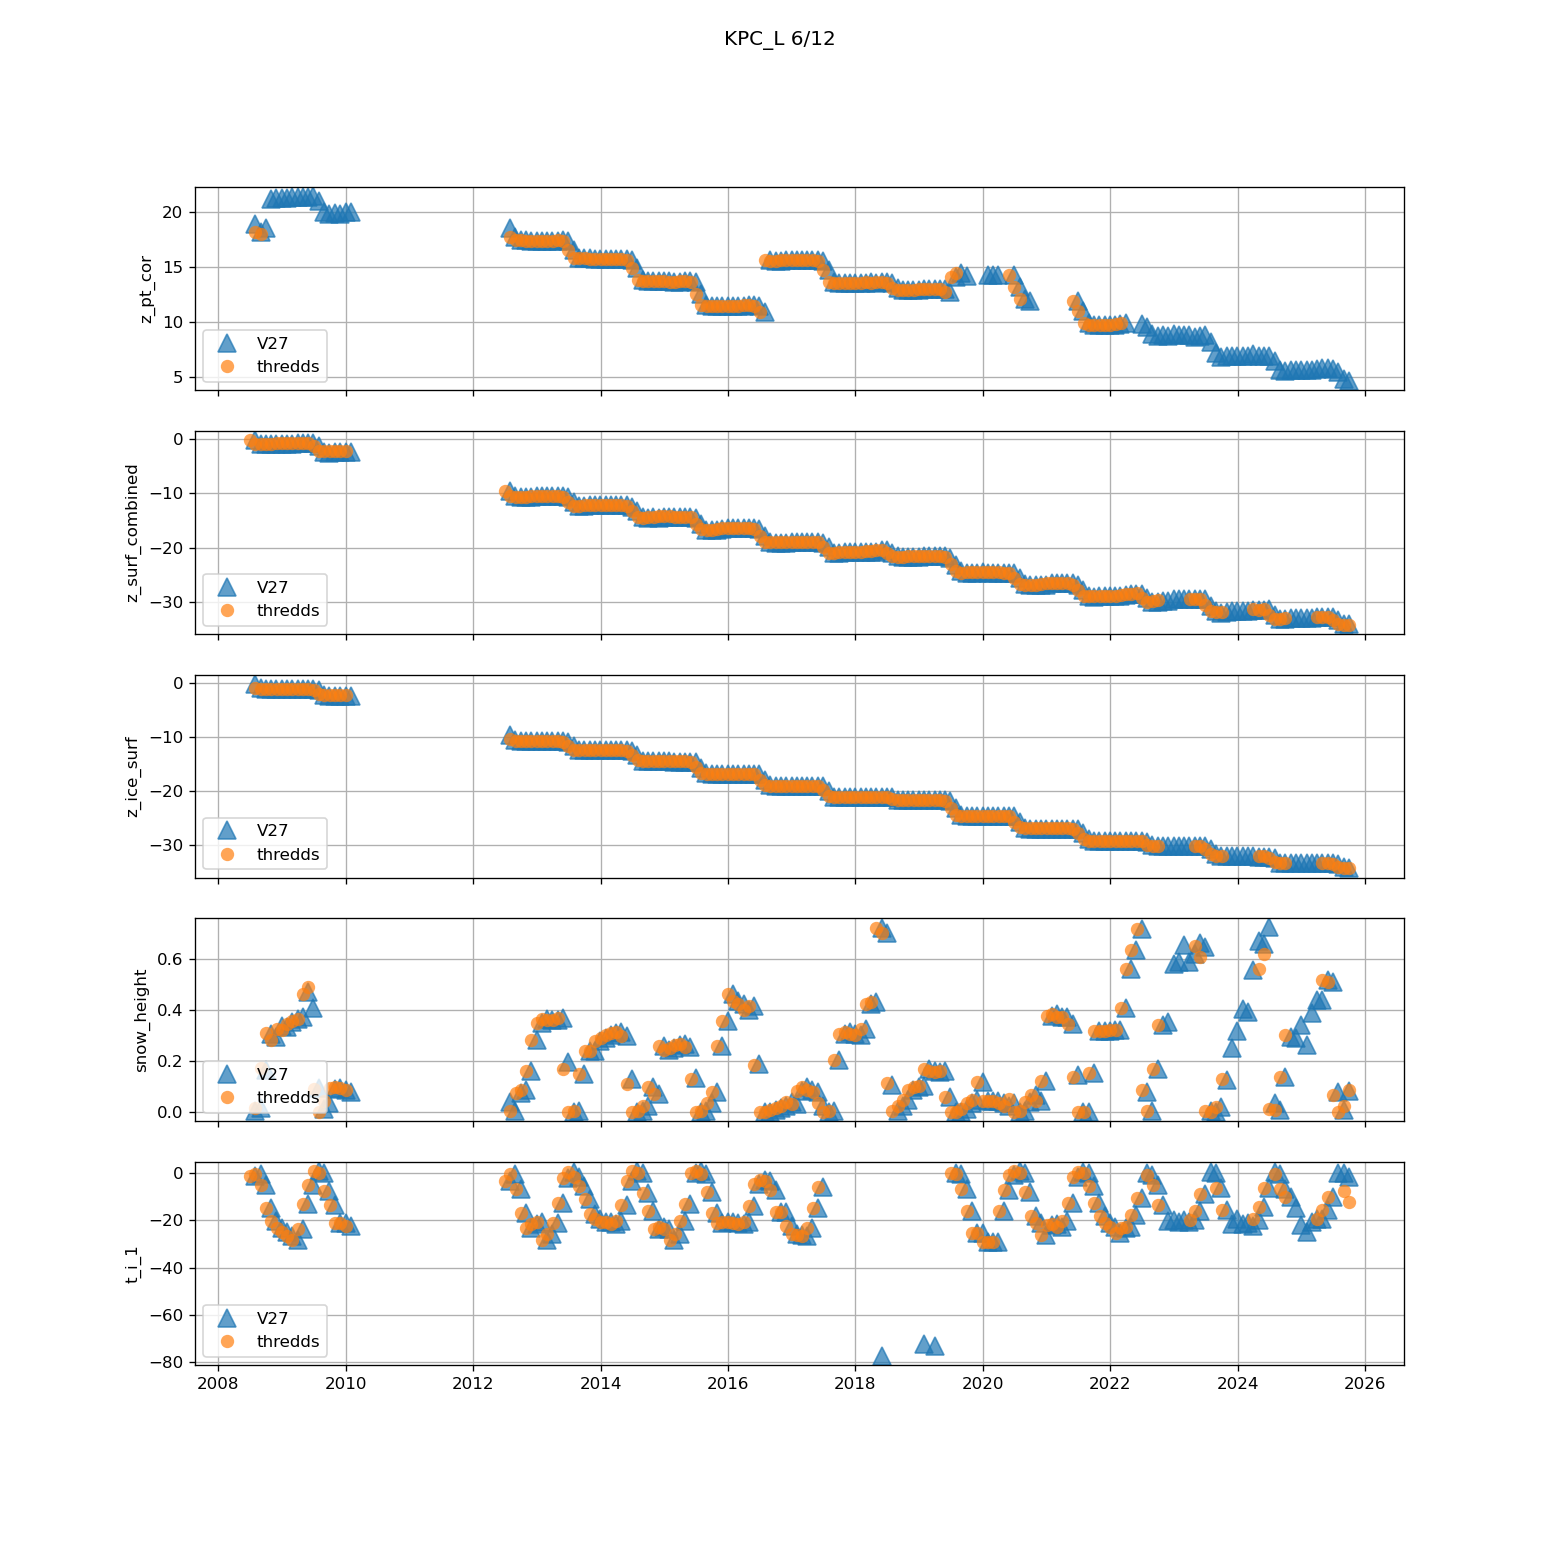 KPC_L 6/12
z_pt_cor
20
15
10
5
V27
thredds
z_surf_combined
0
−10
−20
−30
V27
thredds
z_ice_surf
0
−10
−20
−30
V27
thredds
snow_height
0.6
0.4
0.2
0.0
V27
thredds
t_i_1
0
−20
−40
−60
−80
V27
thredds
2008 2010 2012 2014 2016 2018 2020 2022 2024 2026